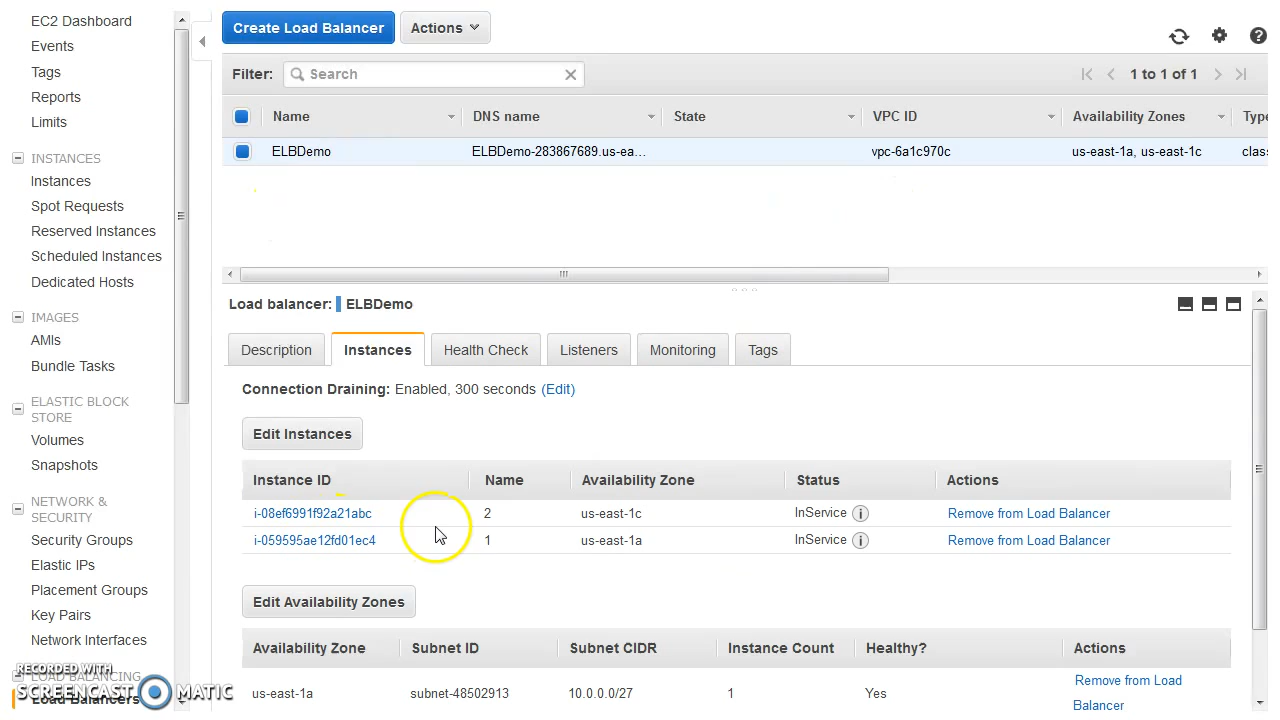 EC2 Dashboard
Events
Tags
Reports
Limits
INSTANCES
Instances
Spot Requests
Reserved Instances
Scheduled Instances
Dedicated Hosts
IMAGES
AMIs
Bundle Tasks
ELASTIC BLOCK
STORE
Volumes
Snapshots
NETWORK &
SECURITY
Security Groups
Elastic IPs
Placement Groups
Key Pairs
Network Interfaces
LOAD BALANCING
Load Balancers
RECORDED WITH
SCREENCAST MATIC
Create Load Balancer Actions
Filter: Search 1 to 1 of 1
Name DNS name State VPC ID Availability Zones Type
ELBDemo ELBDemo-283867689.us-ea... vpc-6a1c970c us-east-1a, us-east-1c clas
Load balancer: ELBDemo
Description Instances Health Check Listeners Monitoring Tags
Connection Draining: Enabled, 300 seconds (Edit)
Edit Instances
Instance ID Name Availability Zone Status Actions
i-08ef6991f92a21abc 2 us-east-1c InService i Remove from Load Balancer
i-059595ae12fd01ec4 1 us-east-1a InService i Remove from Load Balancer
Edit Availability Zones
Availability Zone Subnet ID Subnet CIDR Instance Count Healthy? Actions
us-east-1a subnet-48502913 10.0.0.0/27 1 Yes Remove from Load
Balancer